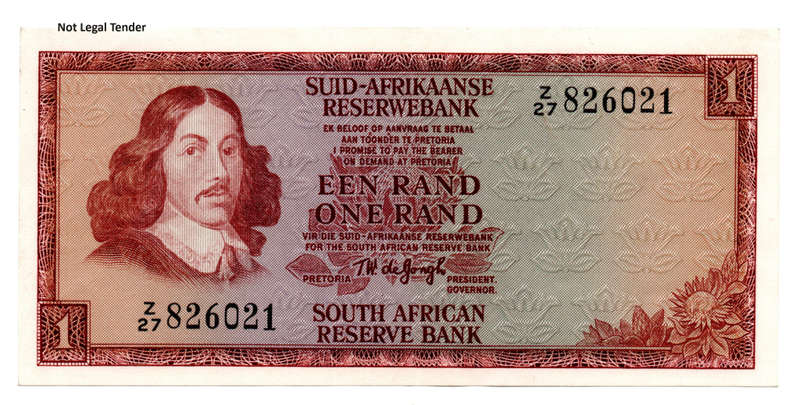 Not Legal Tender
1
SUID-AFRIKAANSE
RESERWEBANK
Z/27 826021
EK BELOOF OP AANVRAAG TE BETAAL
AAN TOONDER TE PRETORIA
I PROMISE TO PAY THE BEARER
ON DEMAND AT PRETORIA
EEN RAND
ONE RAND
VIR DIE SUID-AFRIKAANSE RESERWEBANK
FOR THE SOUTH AFRICAN RESERVE BANK
T.W. de Jongh
PRETORIA PRESIDENT.
GOVERNOR.
Z/27 826021
SOUTH AFRICAN
RESERVE BANK
1